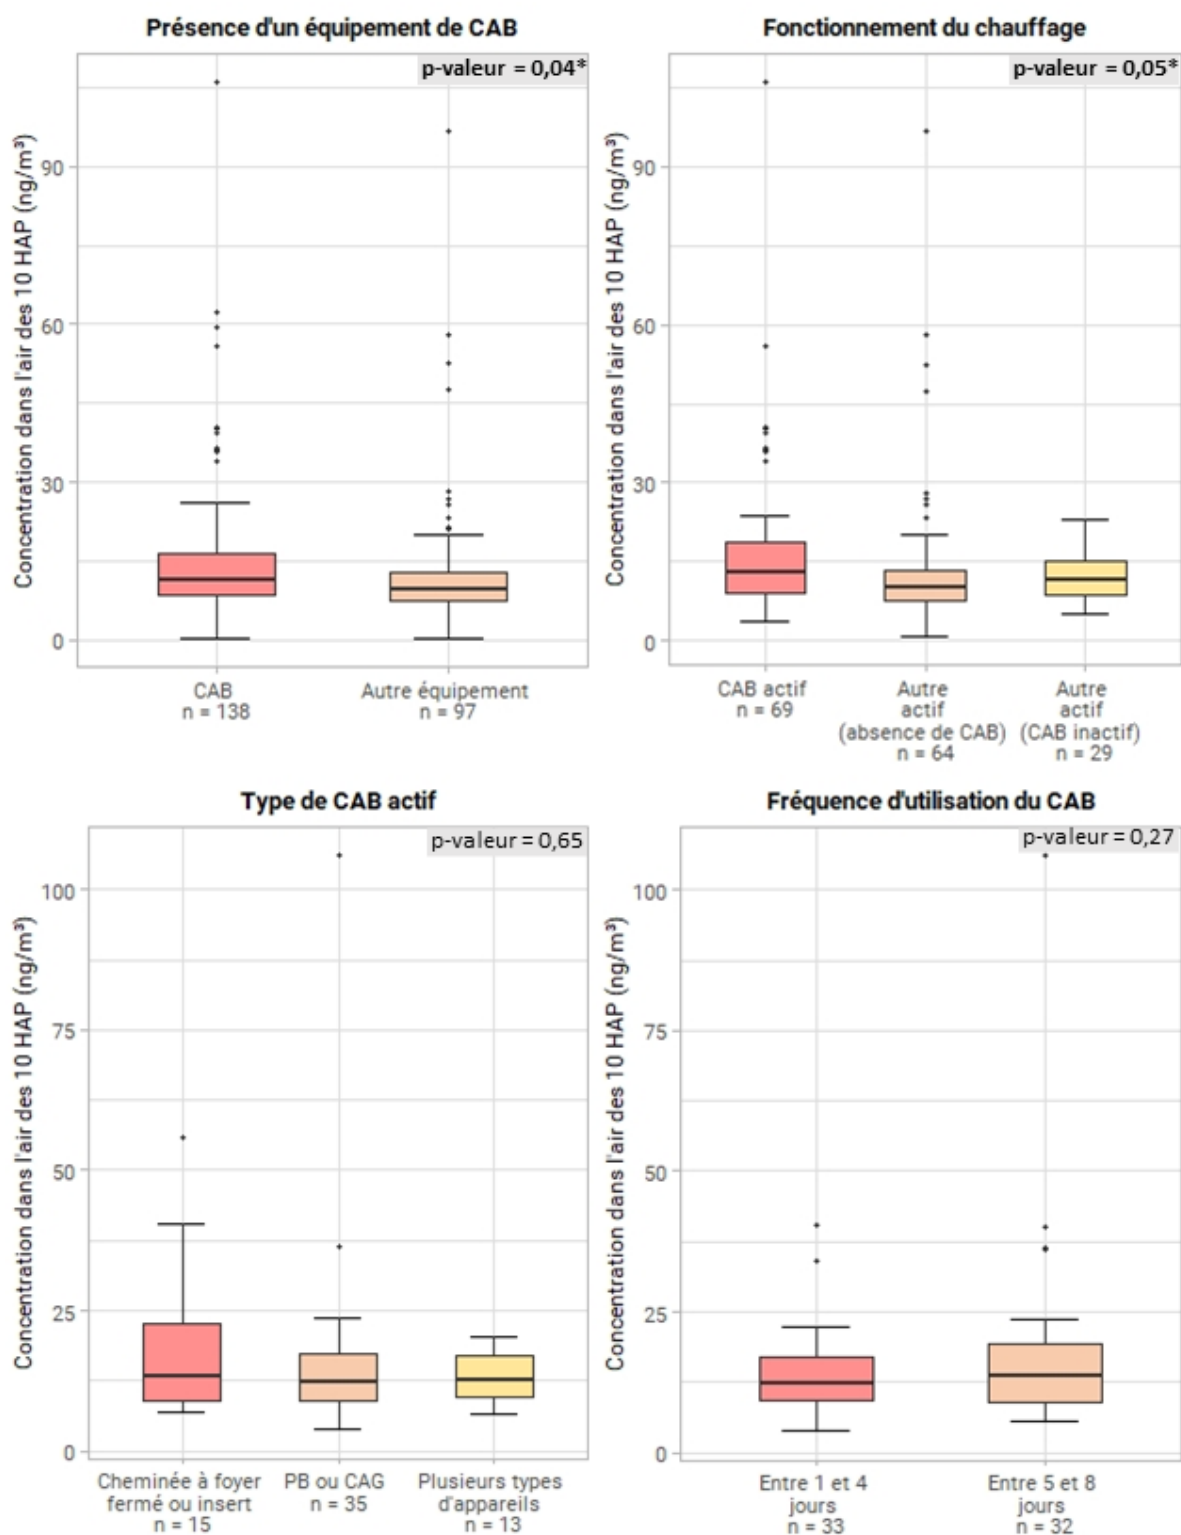 Présence d'un équipement de CAB
p-valeur = 0,04*
Concentration dans l'air des 10 HAP (ng/m³)
90
60
30
0
CAB
n = 138
Autre équipement
n = 97
Fonctionnement du chauffage
p-valeur = 0,05*
Concentration dans l'air des 10 HAP (ng/m³)
90
60
30
0
CAB actif
n = 69
Autre
actif
(absence de CAB)
n = 64
Autre
actif
(CAB inactif)
n = 29
Type de CAB actif
p-valeur = 0,65
Concentration dans l'air des 10 HAP (ng/m³)
100
75
50
25
0
Cheminée à foyer
fermé ou insert
n = 15
PB ou CAG
n = 35
Plusieurs types
d'appareils
n = 13
Fréquence d'utilisation du CAB
p-valeur = 0,27
Concentration dans l'air des 10 HAP (ng/m³)
100
75
50
25
0
Entre 1 et 4
jours
n = 33
Entre 5 et 8
jours
n = 32